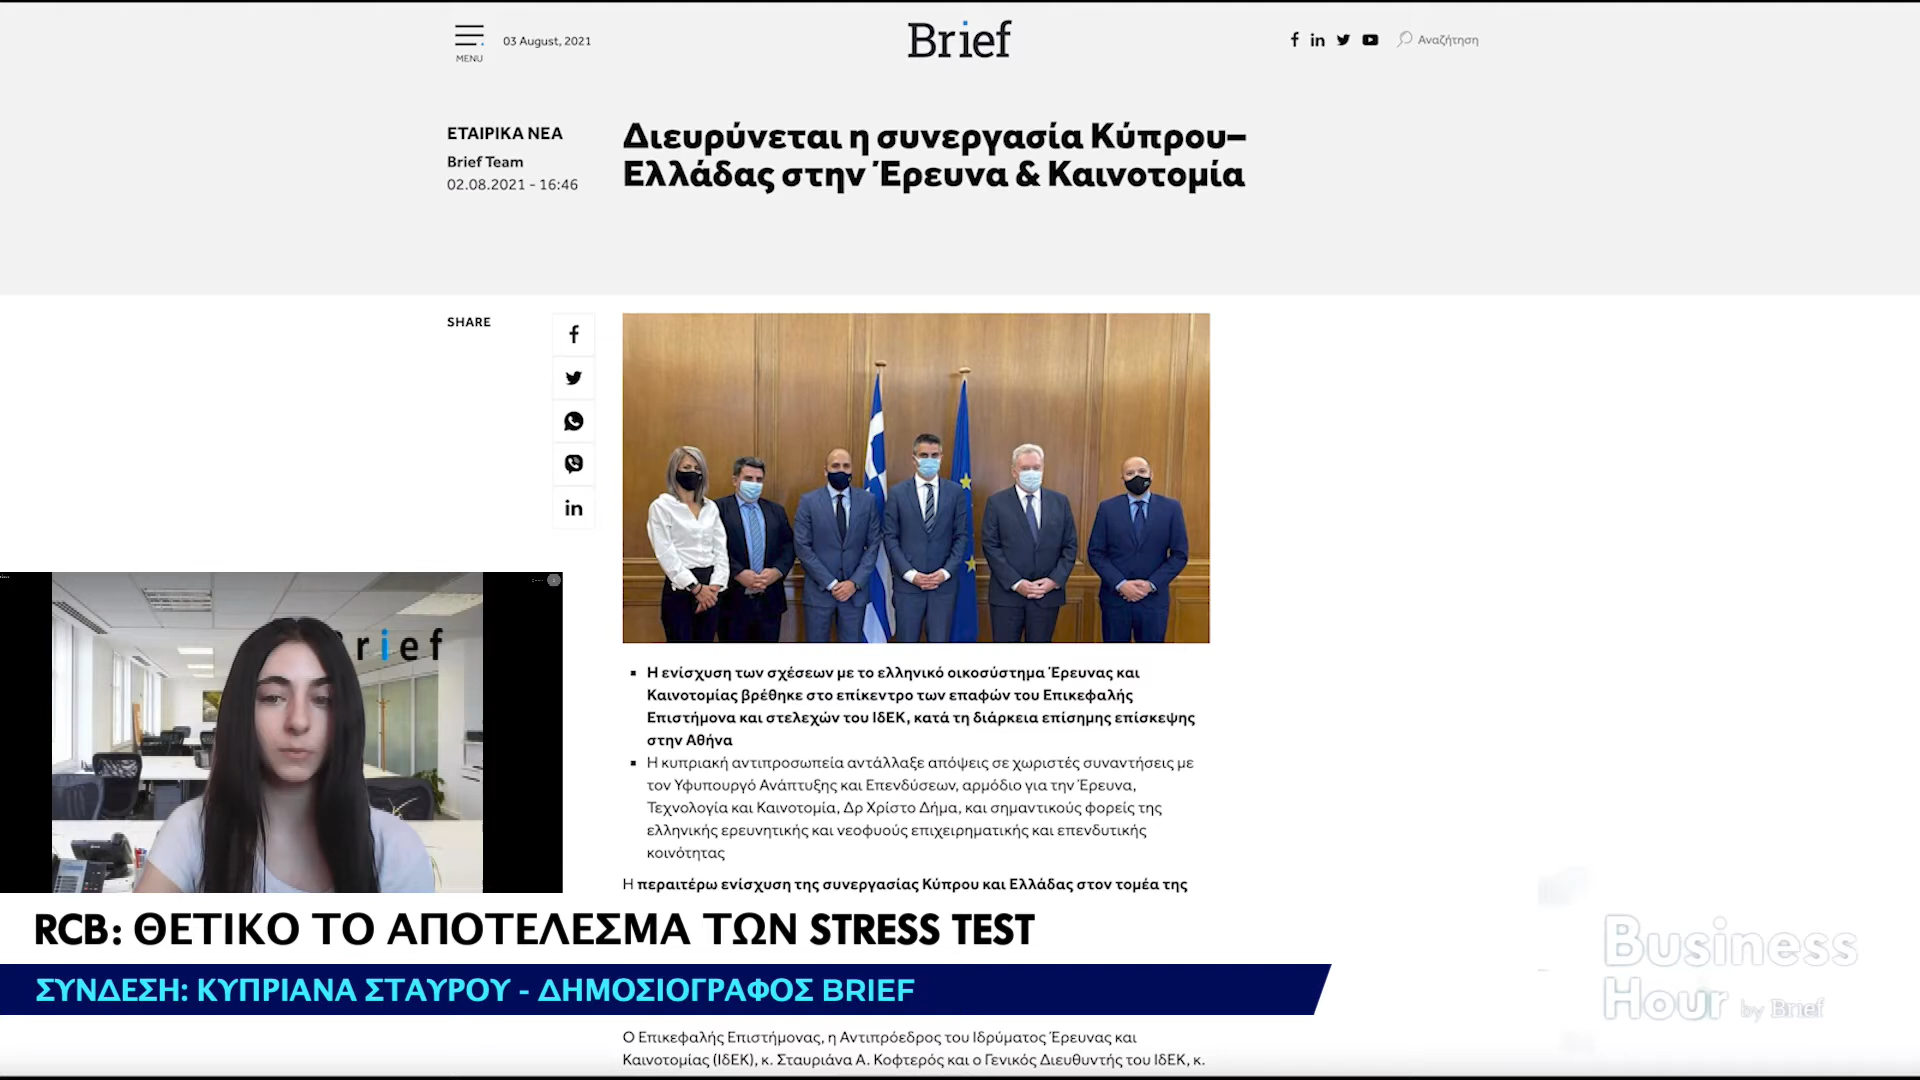 MENU
03 August, 2021
Brief
Αναζήτηση
ΕΤΑΙΡΙΚΑ ΝΕΑ
Brief Team
02.08.2021 - 16:46
Διευρύνεται η συνεργασία Κύπρου–
Ελλάδας στην Έρευνα & Καινοτομία
SHARE
rief
Η ενίσχυση των σχέσεων με το ελληνικό οικοσύστημα Έρευνας και
Καινοτομίας βρέθηκε στο επίκεντρο των επαφών του Επικεφαλής
Επιστήμονα και στελεχών του ΙδΕΚ, κατά τη διάρκεια επίσημης επίσκεψης
στην Αθήνα
Η κυπριακή αντιπροσωπεία αντάλλαξε απόψεις σε χωριστές συναντήσεις με
τον Υφυπουργό Ανάπτυξης και Επενδύσεων, αρμόδιο για την Έρευνα,
Τεχνολογία και Καινοτομία, Δρ Χρίστο Δήμα, και σημαντικούς φορείς της
ελληνικής ερευνητικής και νεοφυούς επιχειρηματικής και επενδυτικής
κοινότητας
Η περαιτέρω ενίσχυση της συνεργασίας Κύπρου και Ελλάδας στον τομέα της
RCB: ΘΕΤΙΚΟ ΤΟ ΑΠΟΤΕΛΕΣΜΑ ΤΩΝ STRESS TEST
ΣΥΝΔΕΣΗ: ΚΥΠΡΙΑΝΑ ΣΤΑΥΡΟΥ - ΔΗΜΟΣΙΟΓΡΑΦΟΣ BRIEF
Business
Hour by Brief
Ο Επικεφαλής Επιστήμονας, η Αντιπρόεδρος του Ιδρύματος Έρευνας και
Καινοτομίας (ΙδΕΚ), κ. Σταυριάνα Α. Κοφτερός και ο Γενικός Διευθυντής του ΙδΕΚ, κ.